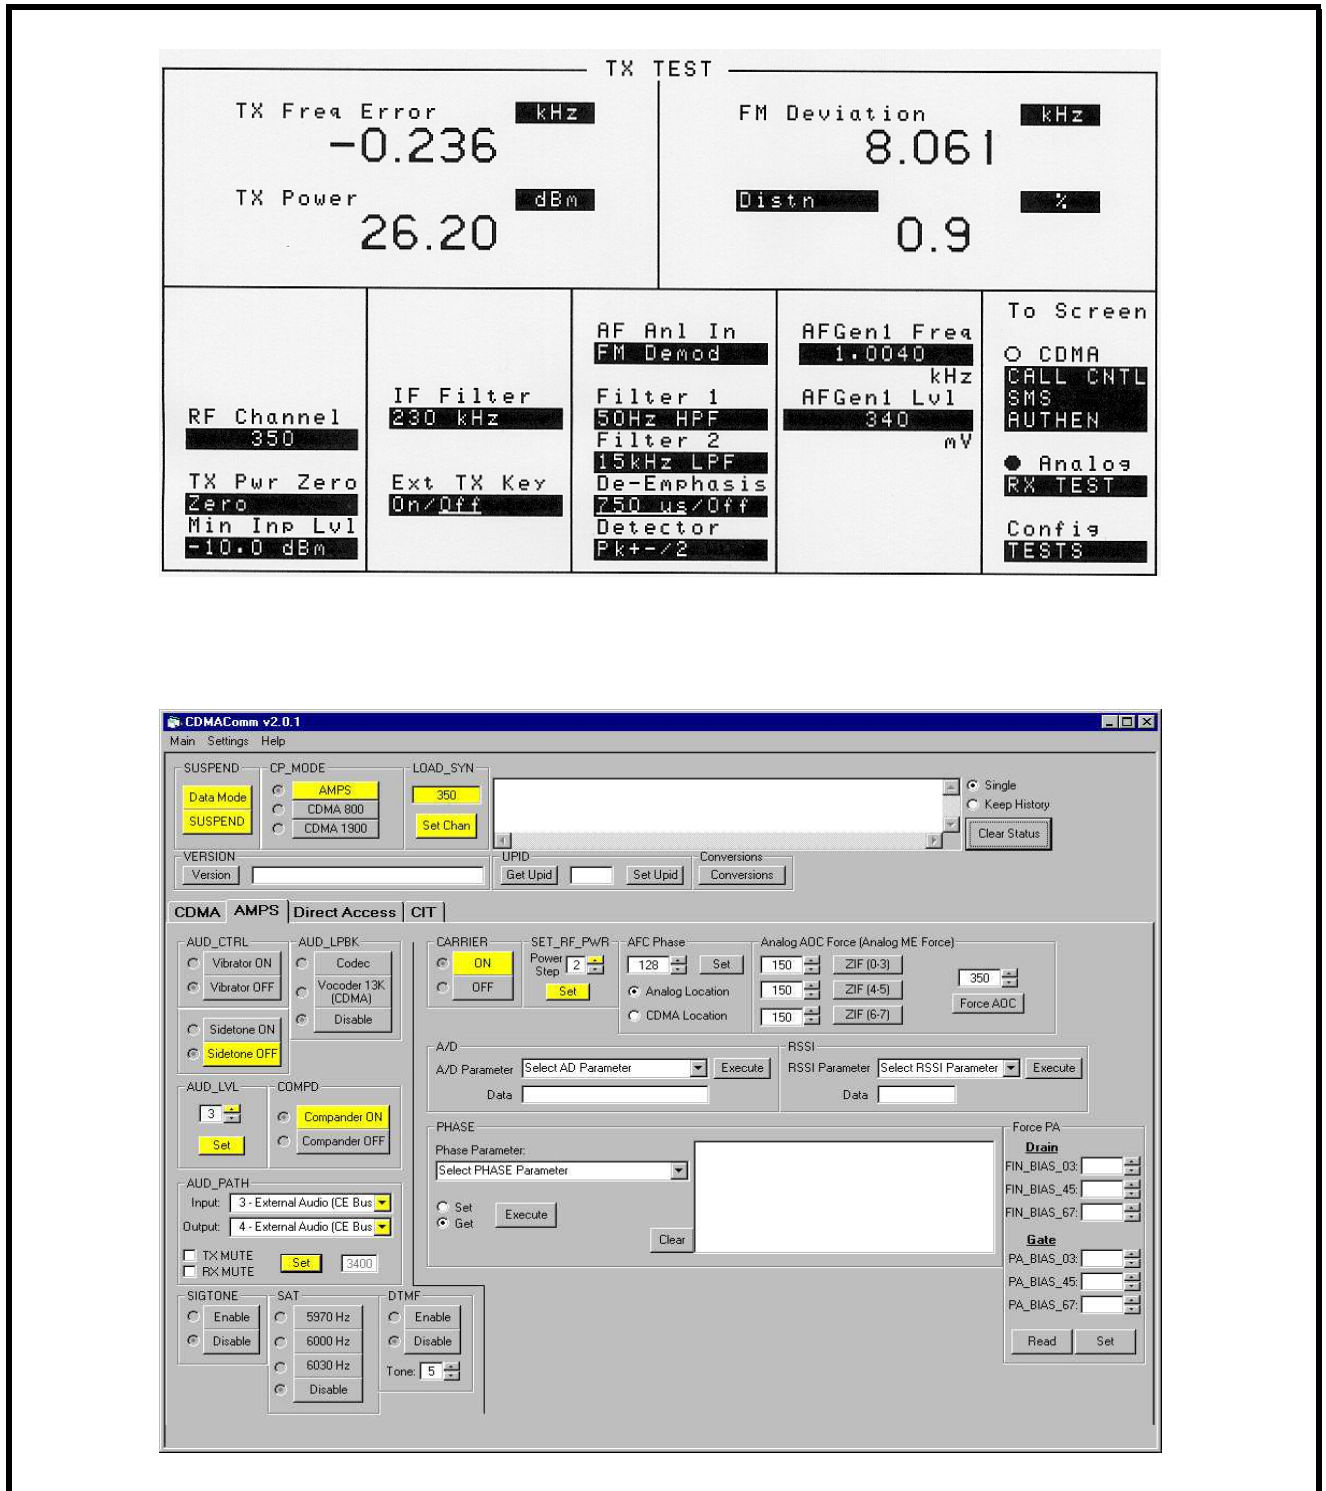 TX TEST
TX Freq Error kHz
-0.236
TX Power dBm
26.20
FM Deviation kHz
8.061
Distn %
0.9
RF Channel
350
TX Pwr Zero
Zero
Min Inp Lvl
-10.0 dBm
IF Filter
230 kHz
Ext TX Key
On/Off
AF Anl In
FM Demod
Filter 1
50Hz HPF
Filter 2
15kHz LPF
De-Emphasis
750 us/Off
Detector
Pk+-/2
AFGen1 Freq
1.0040
kHz
AFGen1 Lvl
340
mV
To Screen
CDMA
CALL CNTL
SMS
AUTHEN
Analog
RX TEST
Config
TESTS
CDMAComm v2.0.1
Main Settings Help
SUSPEND
Data Mode
SUSPEND
CP_MODE
AMPS
CDMA 800
CDMA 1900
LOAD_SYN
350
Set Chan
Single
Keep History
Clear Status
VERSION
Version
UPID
Get Upid
Set Upid
Conversions
Conversions
CDMA AMPS Direct Access CIT
AUD_CTRL
Vibrator ON
Vibrator OFF
Sidetone ON
Sidetone OFF
AUD_LPBK
Codec
Vocoder 13K
(CDMA)
Disable
AUD_LVL
3
Set
COMPD
Compander ON
Compander OFF
AUD_PATH
Input: 3 - External Audio (CE Bus
Output: 4 - External Audio (CE Bus
TX MUTE
RX MUTE
Set
3400
SIGTONE
Enable
Disable
SAT
5970 Hz
6000 Hz
6030 Hz
Disable
DTMF
Enable
Disable
Tone: 5
CARRIER
ON
OFF
SET_RF_PWR
Power
Step
2
Set
AFC Phase
128
Set
Analog Location
CDMA Location
Analog AOC Force (Analog ME Force)
150 ZIF (0-3)
150 ZIF (4-5)
150 ZIF (6-7)
350
Force AOC
A/D
A/D Parameter Select AD Parameter Execute
Data
RSSI
RSSI Parameter Select RSSI Parameter Execute
Data
PHASE
Phase Parameter:
Select PHASE Parameter
Set
Get
Execute
Clear
Force PA
Drain
FIN_BIAS_03:
FIN_BIAS_45:
FIN_BIAS_67:
Gate
PA_BIAS_03:
PA_BIAS_45:
PA_BIAS_67:
Read Set